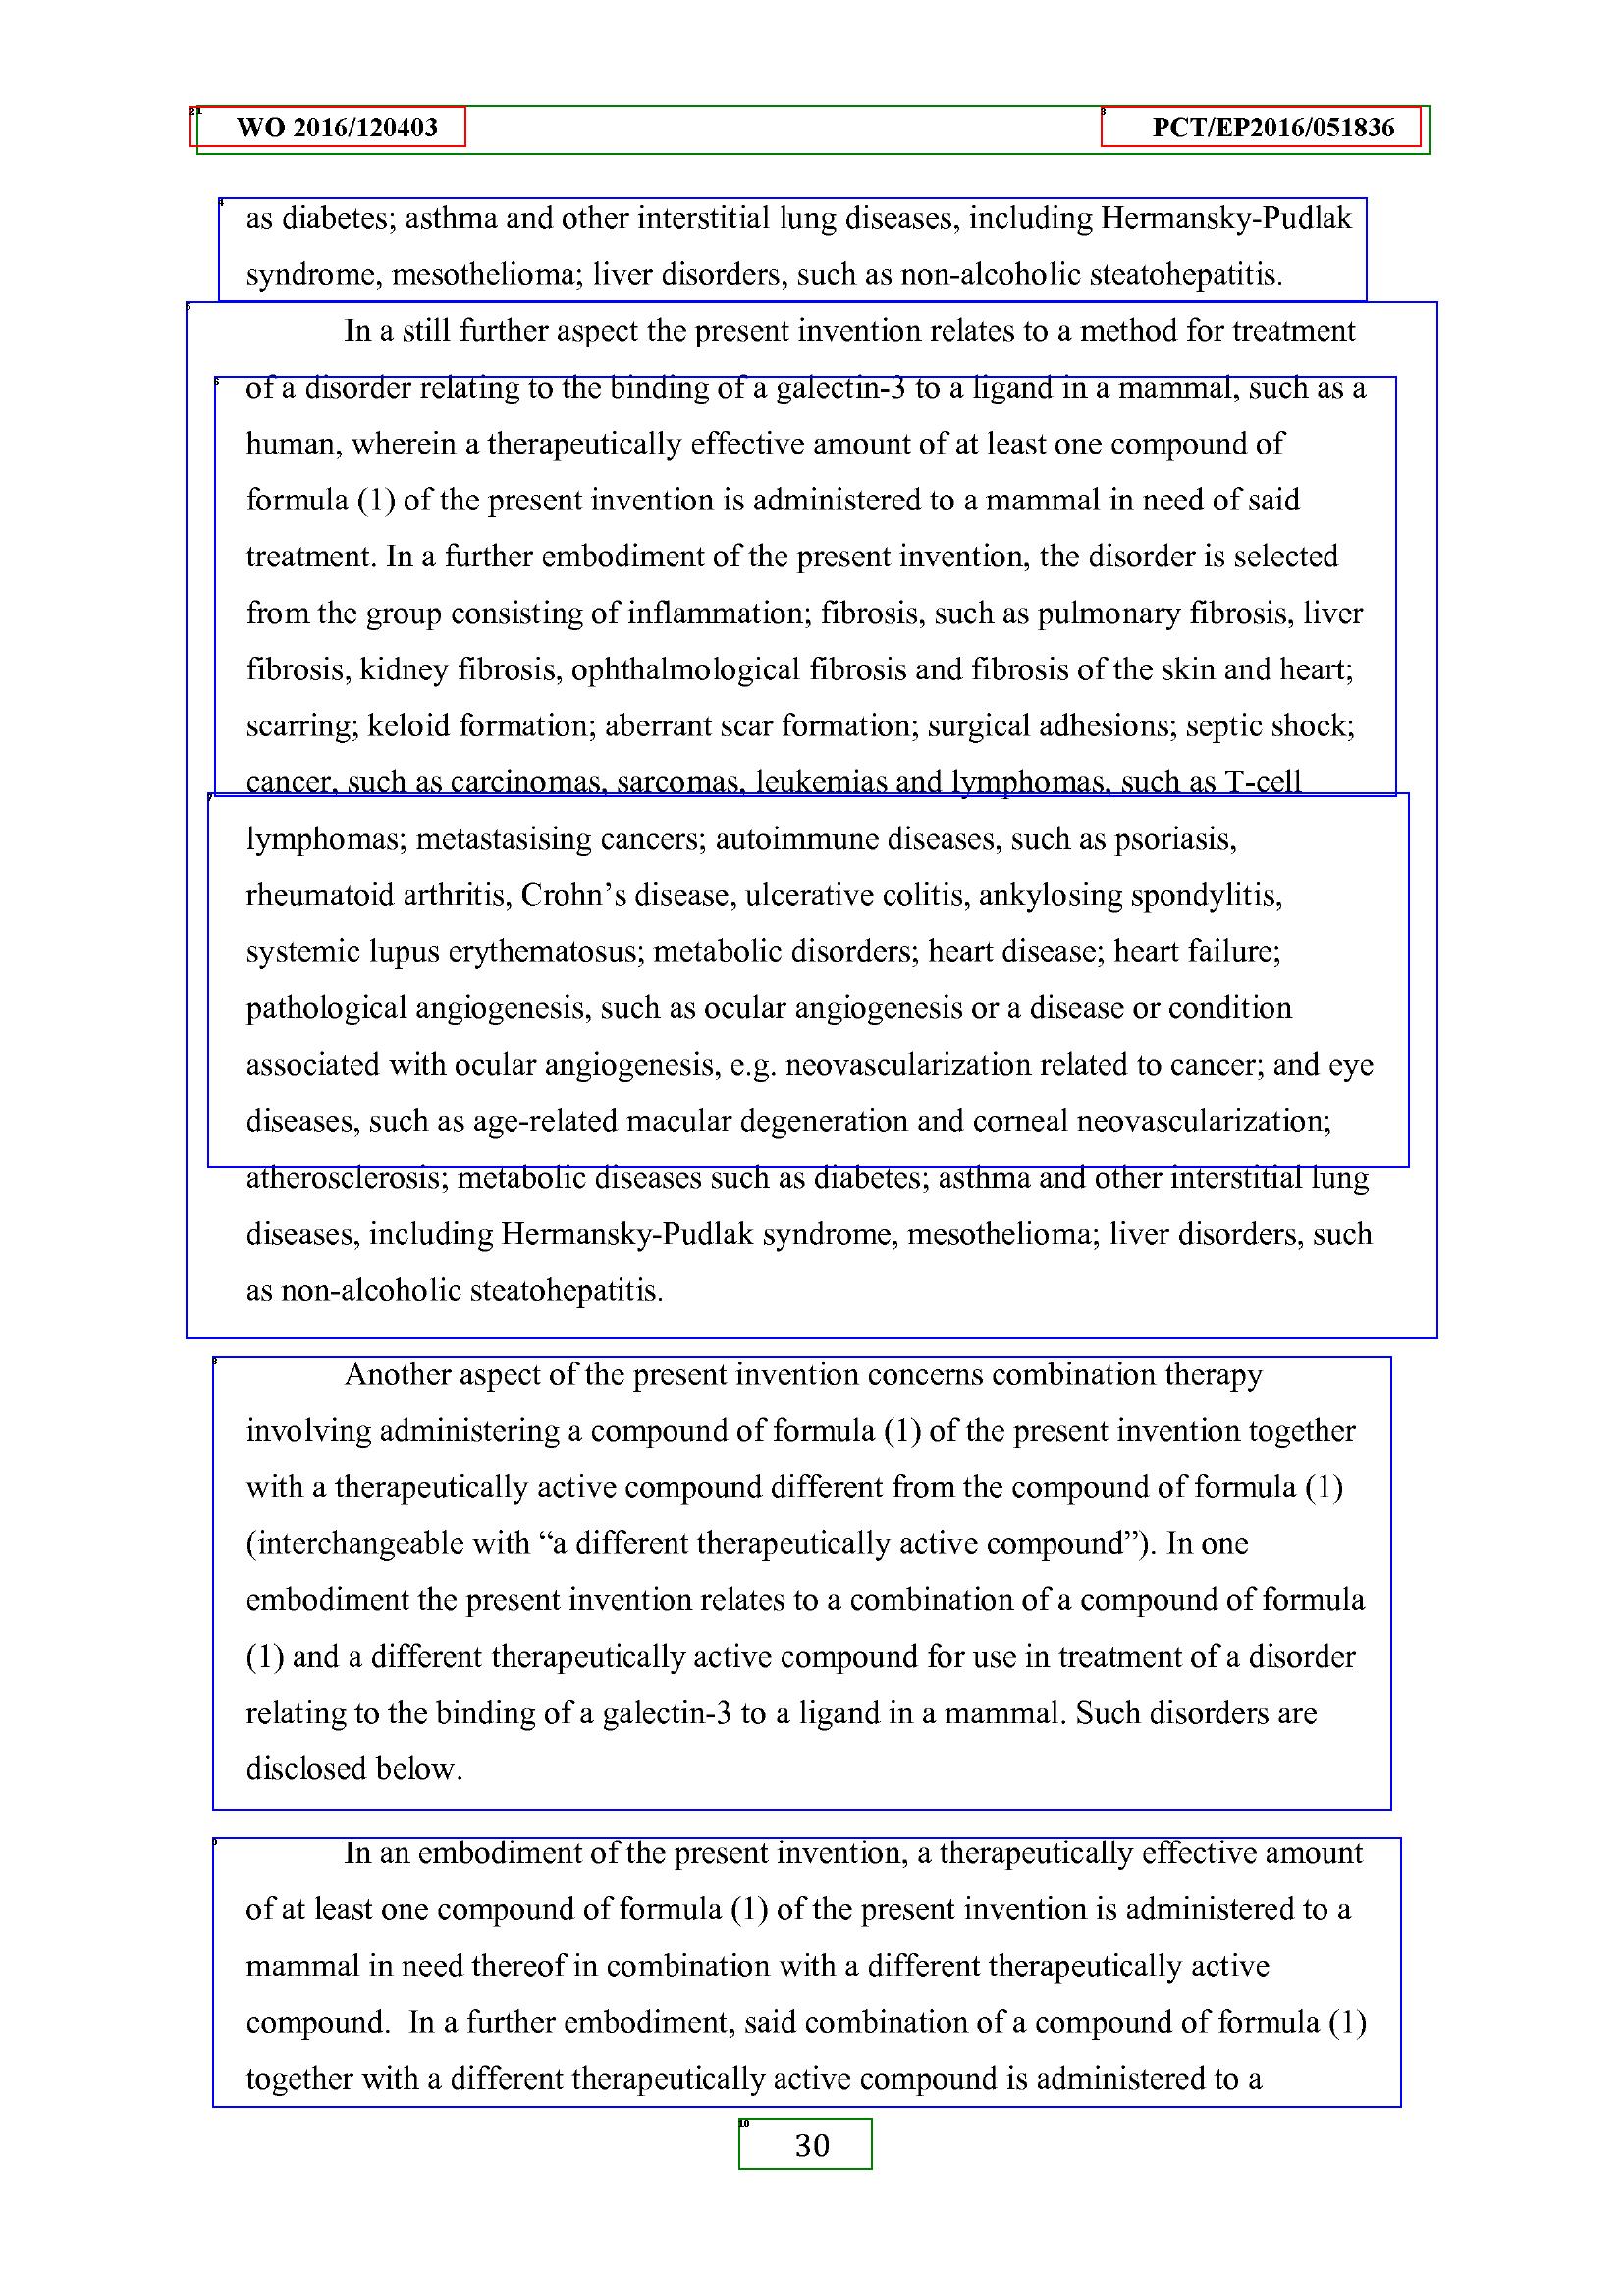 WO 2016/120403 PCT/EP2016/051836
as diabetes; asthma and other interstitial lung diseases, including Hermansky-Pudlak
syndrome, mesothelioma; liver disorders, such as non-alcoholic steatohepatitis.
In a still further aspect the present invention relates to a method for treatment
of a disorder relating to the binding of a galectin-3 to a ligand in a mammal, such as a
human, wherein a therapeutically effective amount of at least one compound of
formula (1) of the present invention is administered to a mammal in need of said
treatment. In a further embodiment of the present invention, the disorder is selected
from the group consisting of inflammation; fibrosis, such as pulmonary fibrosis, liver
fibrosis, kidney fibrosis, ophthalmological fibrosis and fibrosis of the skin and heart;
scarring; keloid formation; aberrant scar formation; surgical adhesions; septic shock;
cancer, such as carcinomas, sarcomas, leukemias and lymphomas, such as T-cell
lymphomas; metastasising cancers; autoimmune diseases, such as psoriasis,
rheumatoid arthritis, Crohn’s disease, ulcerative colitis, ankylosing spondylitis,
systemic lupus erythematosus; metabolic disorders; heart disease; heart failure;
pathological angiogenesis, such as ocular angiogenesis or a disease or condition
associated with ocular angiogenesis, e.g. neovascularization related to cancer; and eye
diseases, such as age-related macular degeneration and corneal neovascularization;
atherosclerosis; metabolic diseases such as diabetes; asthma and other interstitial lung
diseases, including Hermansky-Pudlak syndrome, mesothelioma; liver disorders, such
as non-alcoholic steatohepatitis.
Another aspect of the present invention concerns combination therapy
involving administering a compound of formula (1) of the present invention together
with a therapeutically active compound different from the compound of formula (1)
(interchangeable with “a different therapeutically active compound”). In one
embodiment the present invention relates to a combination of a compound of formula
(1) and a different therapeutically active compound for use in treatment of a disorder
relating to the binding of a galectin-3 to a ligand in a mammal. Such disorders are
disclosed below.
In an embodiment of the present invention, a therapeutically effective amount
of at least one compound of formula (1) of the present invention is administered to a
mammal in need thereof in combination with a different therapeutically active
compound.  In a further embodiment, said combination of a compound of formula (1)
together with a different therapeutically active compound is administered to a
10
30